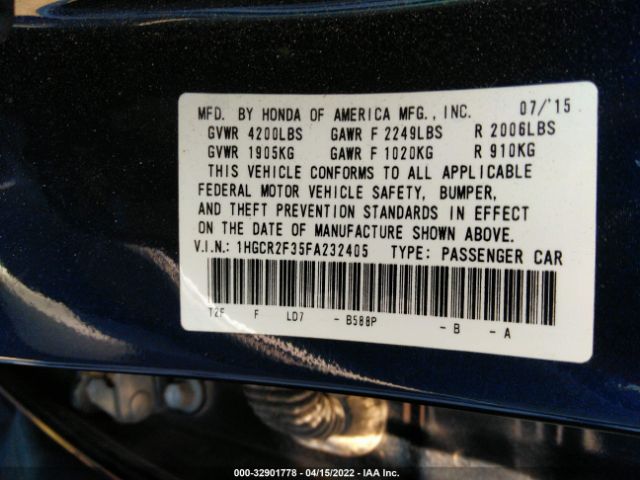 MFD. BY HONDA OF AMERICA MFG., INC. 07/'15
GVWR 4200LBS GAWR F 2249LBS R 2006LBS
GVWR 1905KG GAWR F 1020KG R 910KG
THIS VEHICLE CONFORMS TO ALL APPLICABLE
FEDERAL MOTOR VEHICLE SAFETY, BUMPER,
AND THEFT PREVENTION STANDARDS IN EFFECT
ON THE DATE OF MANUFACTURE SHOWN ABOVE.
V.I.N.: 1HGCR2F35FA232405 TYPE: PASSENGER CAR
T2F F LD7 - B588P - B - A
000-32901778 - 04/15/2022 - IAA Inc.